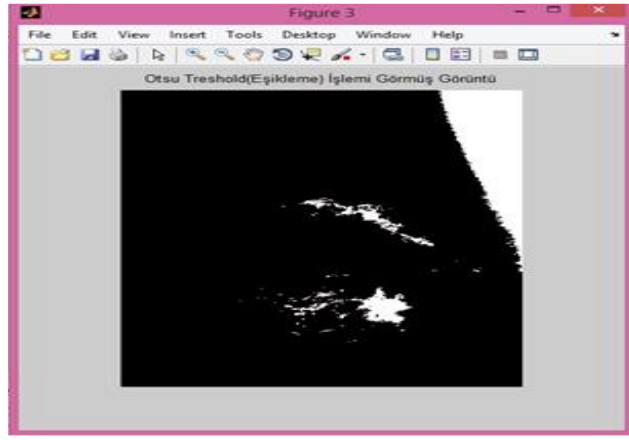 Figure 3
File Edit View Insert Tools Desktop Window Help
Otsu Treshold(Eşikleme) İşlemi Görmüş Görüntü